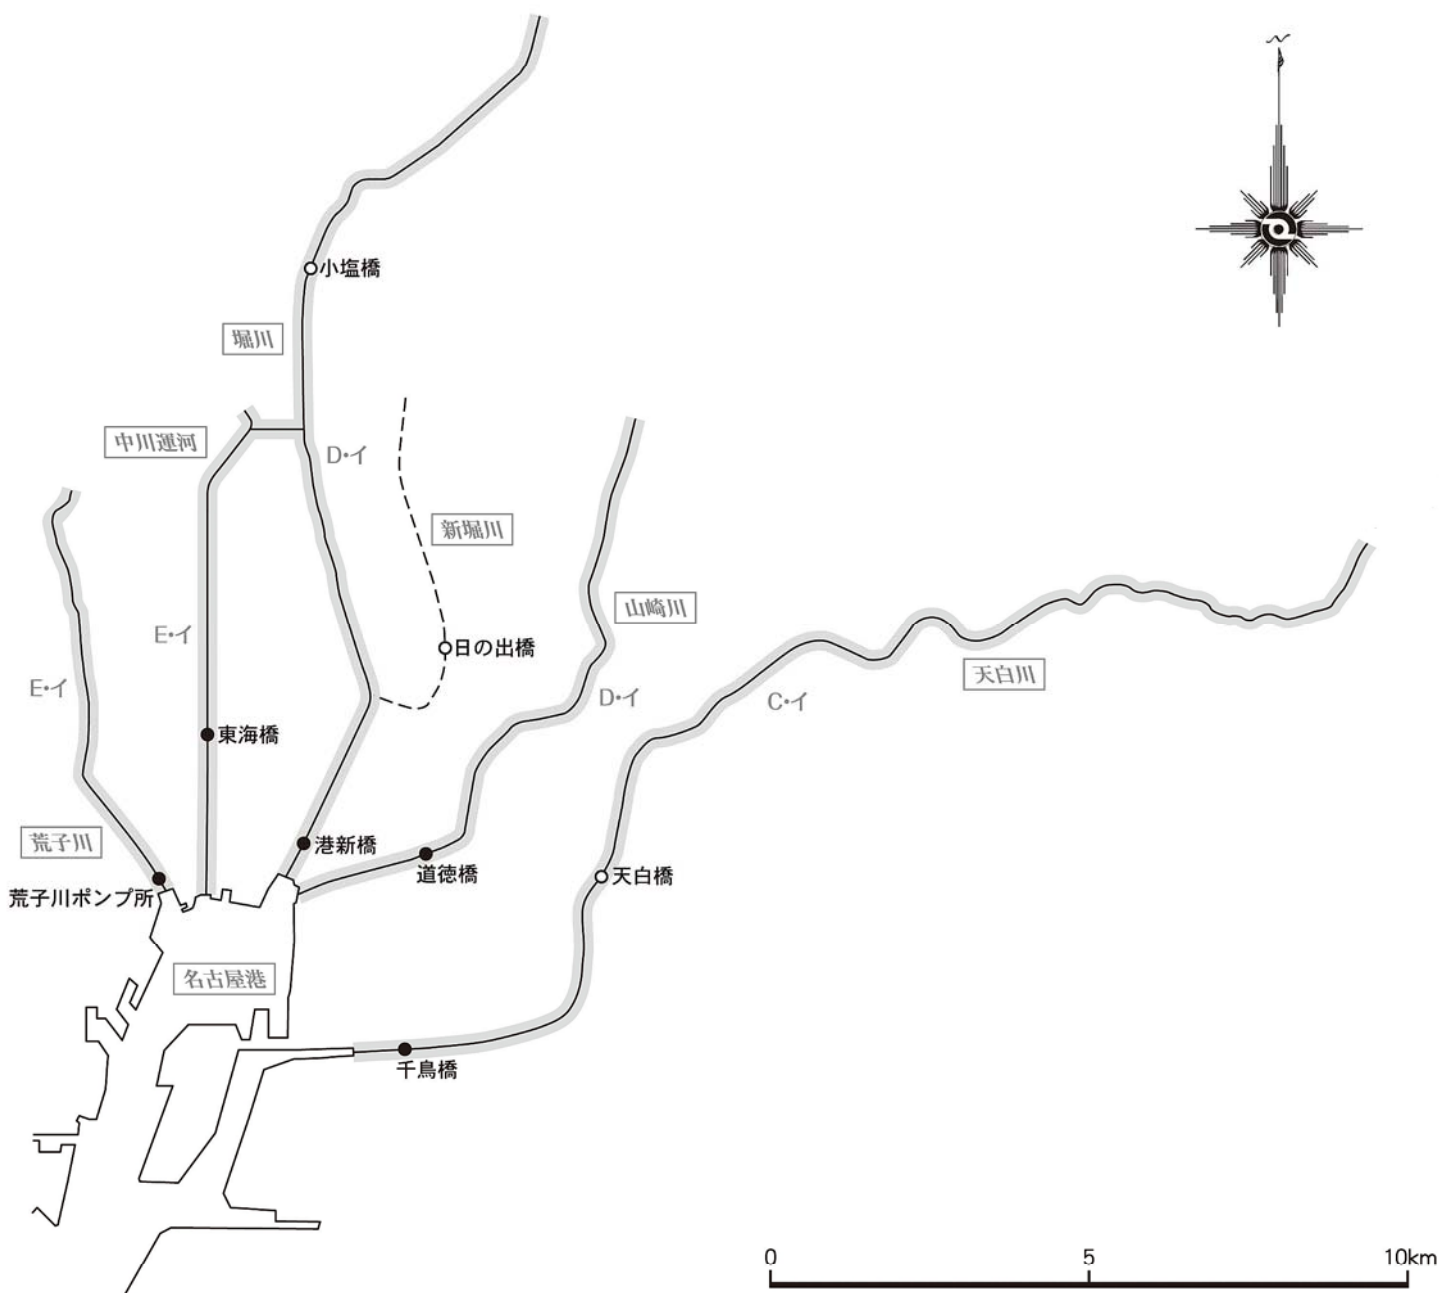 N
小塩橋
堀川
中川運河
D・イ
新堀川
山崎川
E・イ
日の出橋
天白川
E・イ
D・イ
C・イ
東海橋
荒子川
港新橋
道徳橋
天白橋
荒子川ポンプ所
名古屋港
千鳥橋
0 5 10km